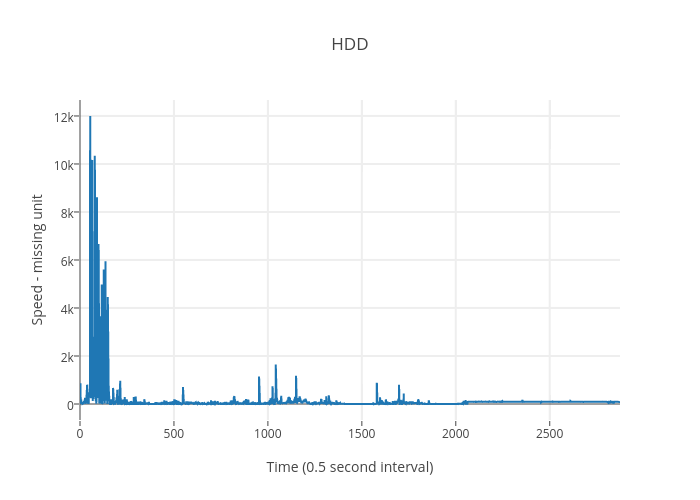 HDD
Speed - missing unit
12k
10k
8k
6k
4k
2k
0
0
500
1000
1500
2000
2500
Time (0.5 second interval)